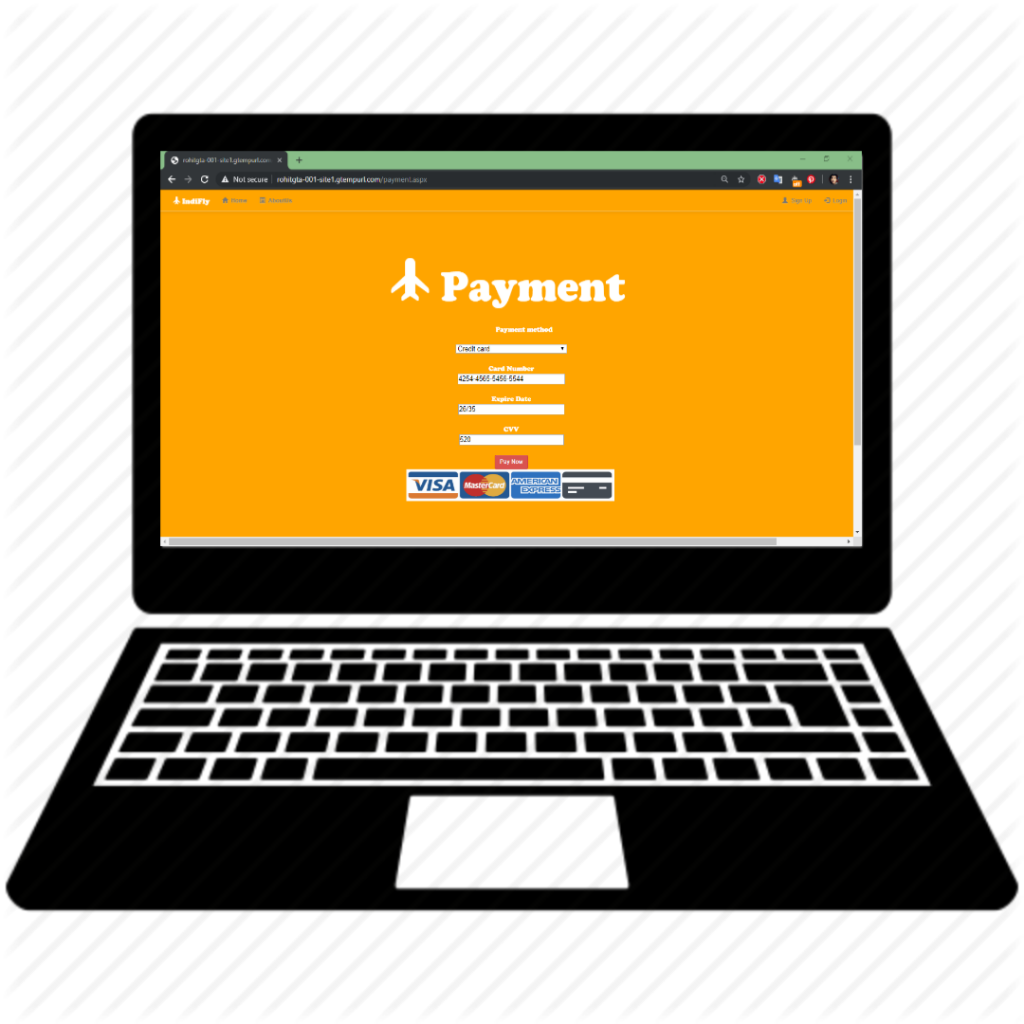 rohitgta-001-site1.gtempurl.com
Not secure rohitgta-001-site1.gtempurl.com/payment.aspx
IndiFly Home AboutUs Sign Up Login
Payment
Payment method
Credit card
Card Number
4254-4565-5456-5544
Expire Date
26/35
CVV
520
Pay Now
VISA MasterCard AMERICAN EXPRESS